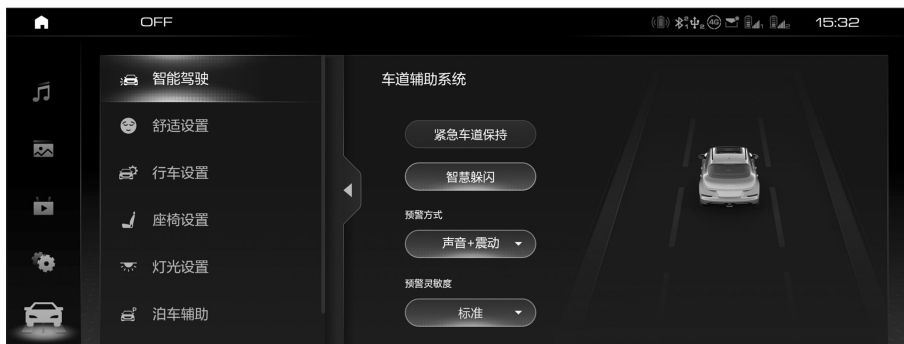 OFF
4G
15:32
智能驾驶
舒适设置
行车设置
座椅设置
灯光设置
泊车辅助
车道辅助系统
紧急车道保持
智慧躲闪
预警方式
声音+震动
预警灵敏度
标准